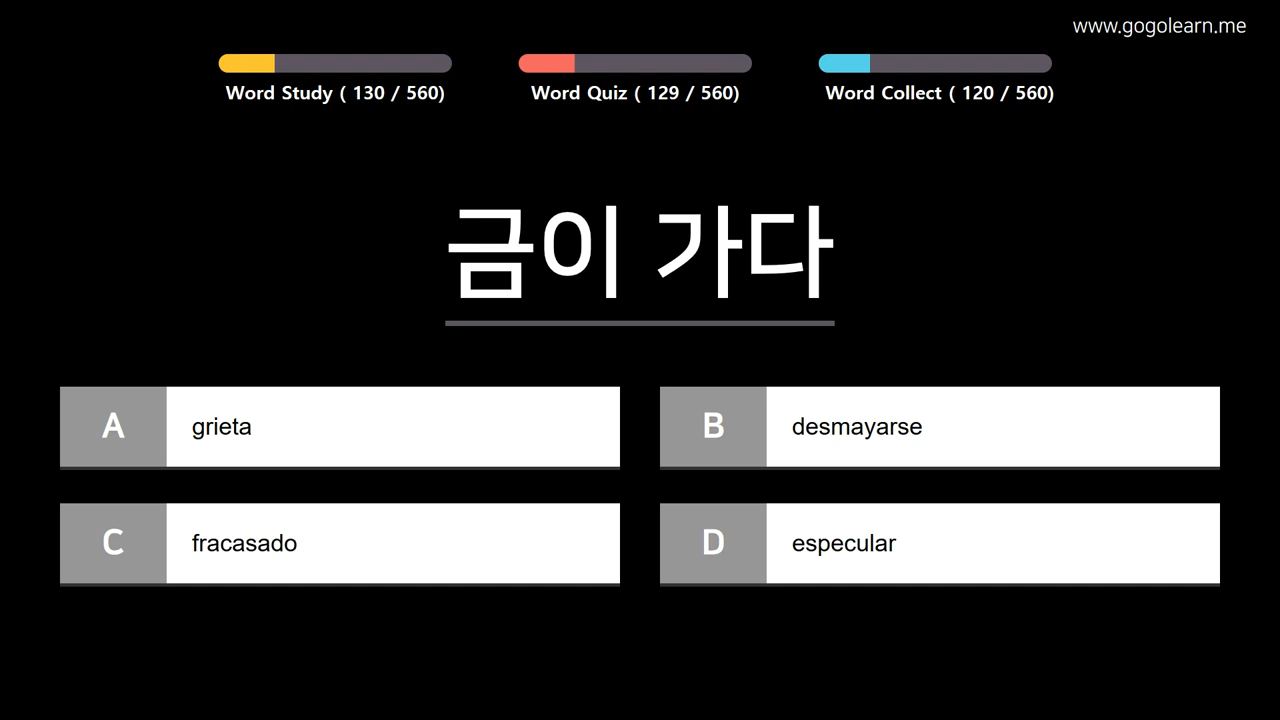 www.gogolearn.me
Word Study ( 130 / 560)
Word Quiz ( 129 / 560)
Word Collect ( 120 / 560)
금이 가다
A grieta
B desmayarse
C fracasado
D especular